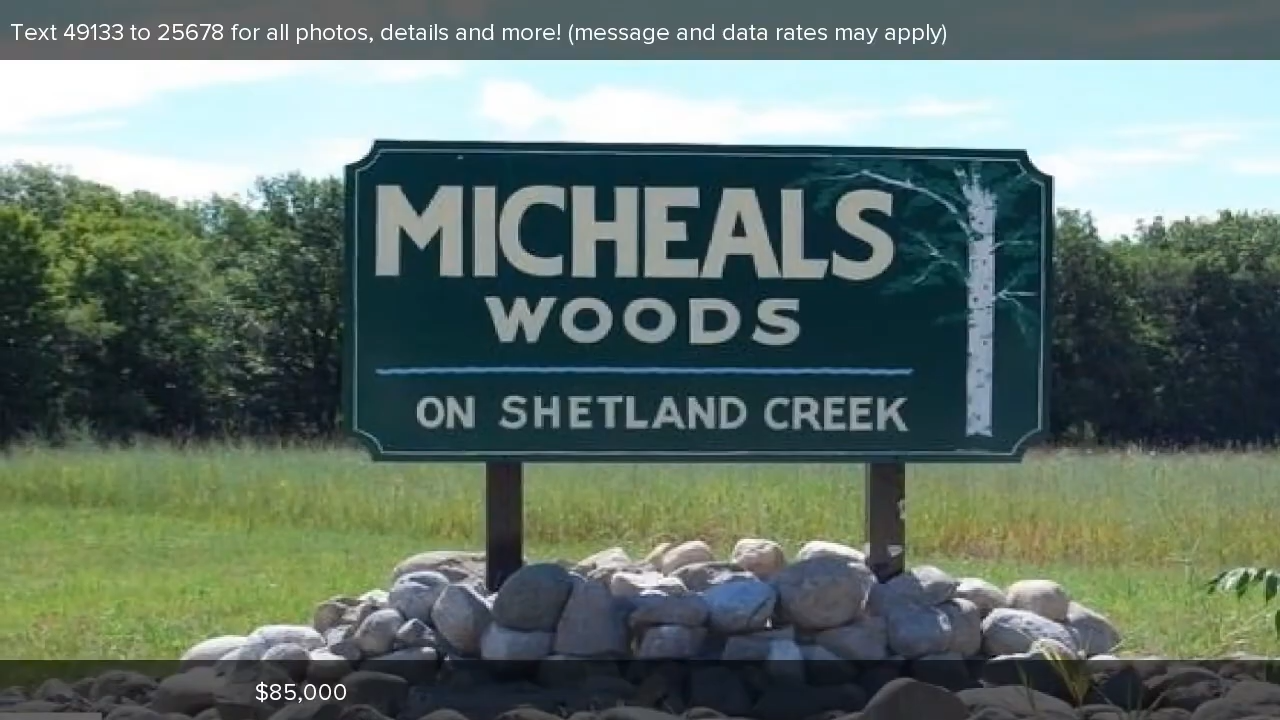 Text 49133 to 25678 for all photos, details and more! (message and data rates may apply)
MICHEALS
WOODS
ON SHETLAND CREEK
$85,000